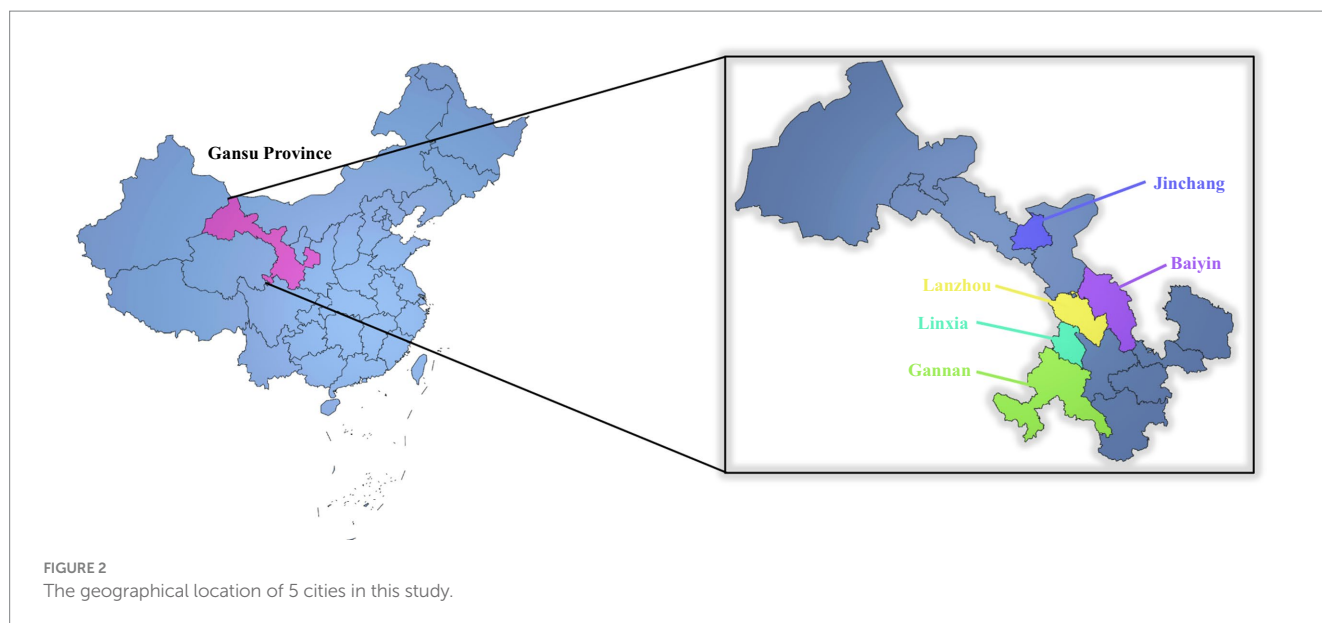 Gansu Province
Jinchang
Baiyin
Lanzhou
Linxia
Gannan
FIGURE 2
The geographical location of 5 cities in this study.